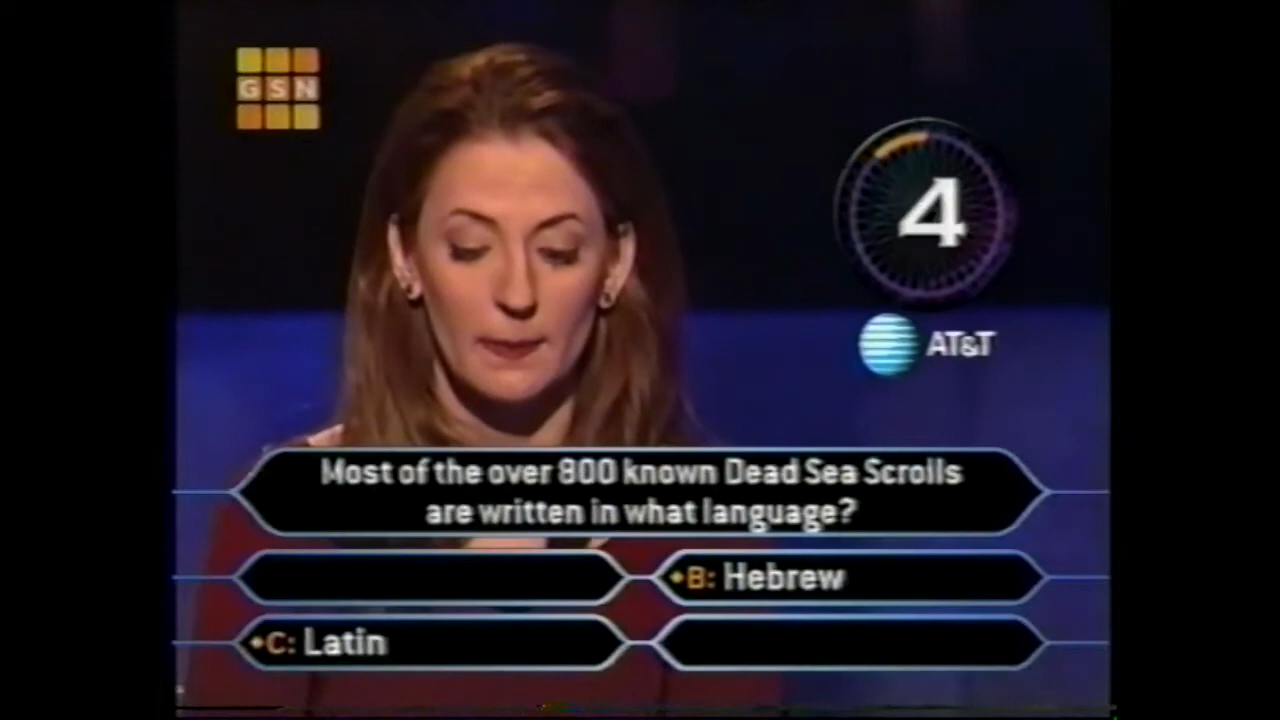 GSN
4
AT&T
Most of the over 800 known Dead Sea Scrolls
are written in what language?
B: Hebrew
C: Latin